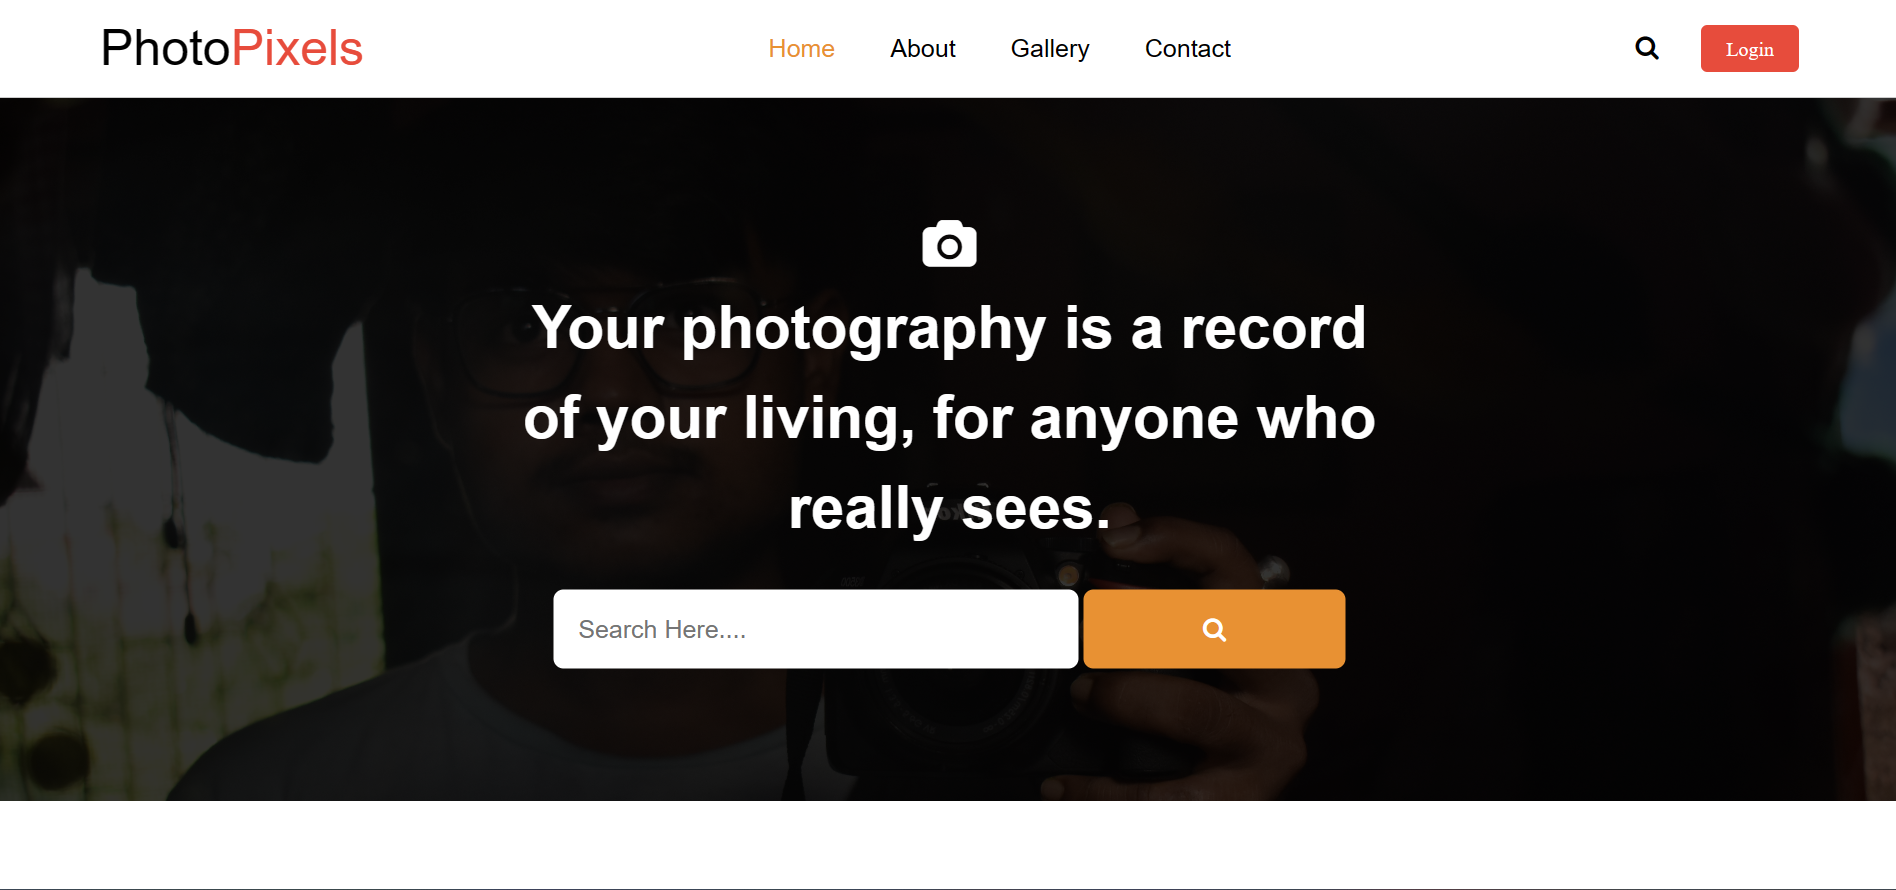 PhotoPixels
Home About Gallery Contact
Login
Your photography is a record
of your living, for anyone who
really sees.
Search Here....